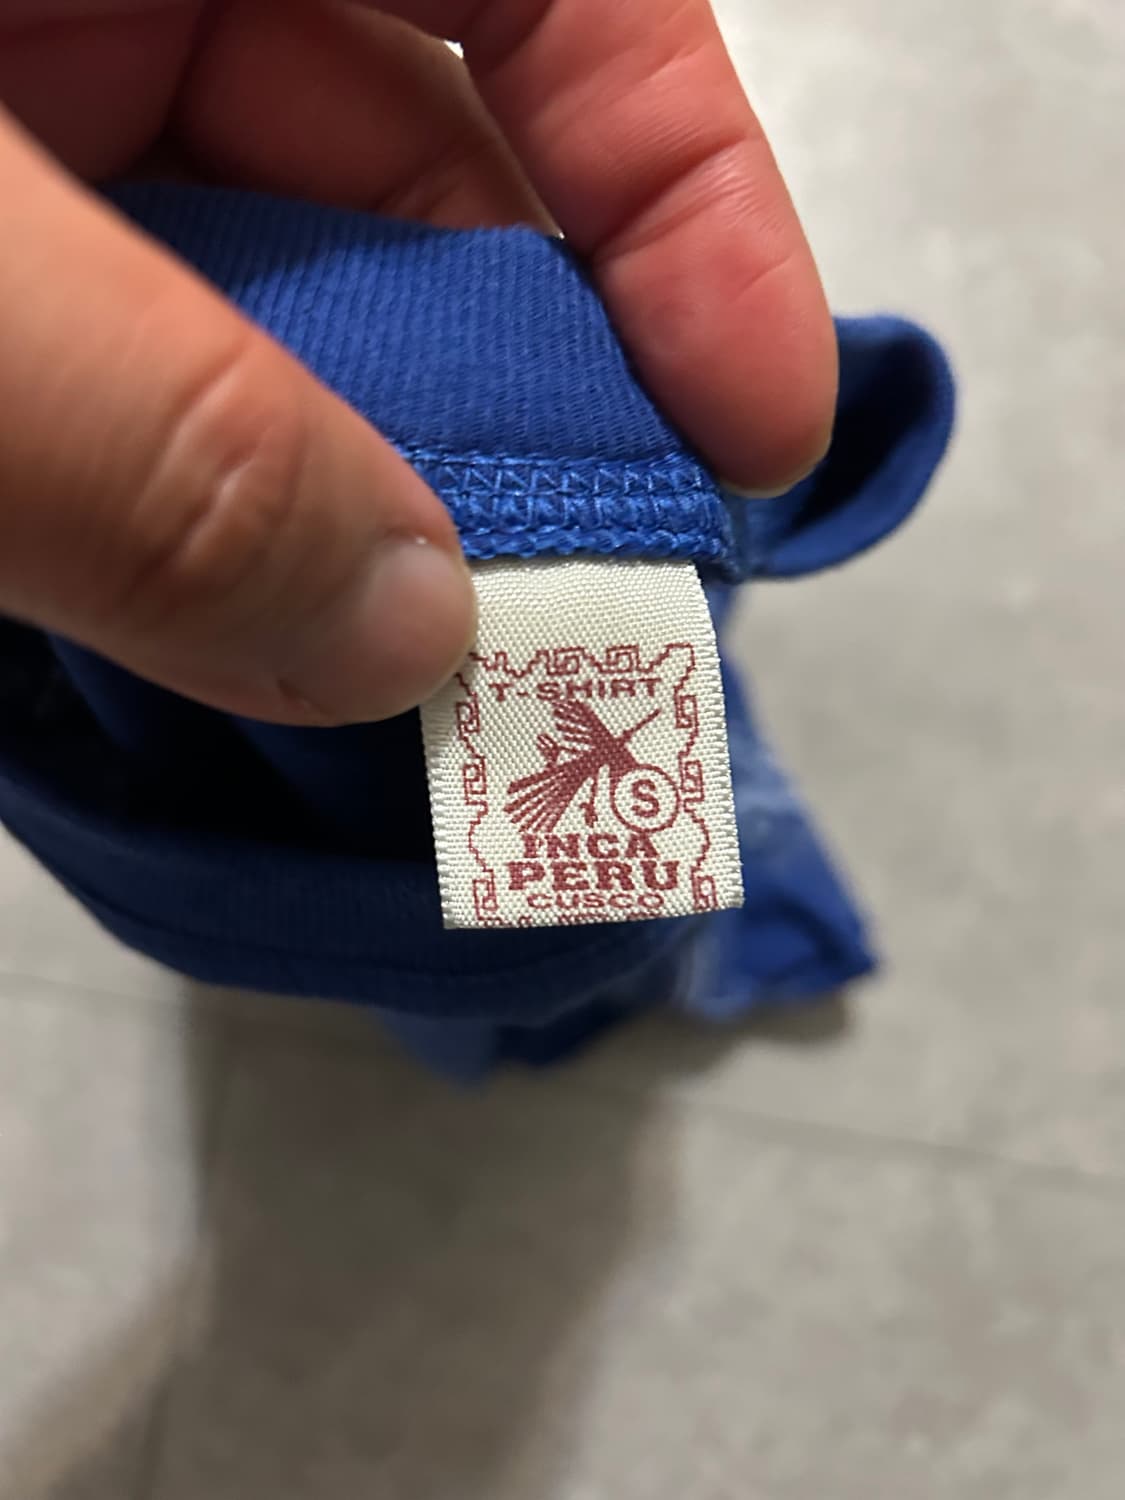 T-SHIRT
S
INCA
PERU
CUSCO